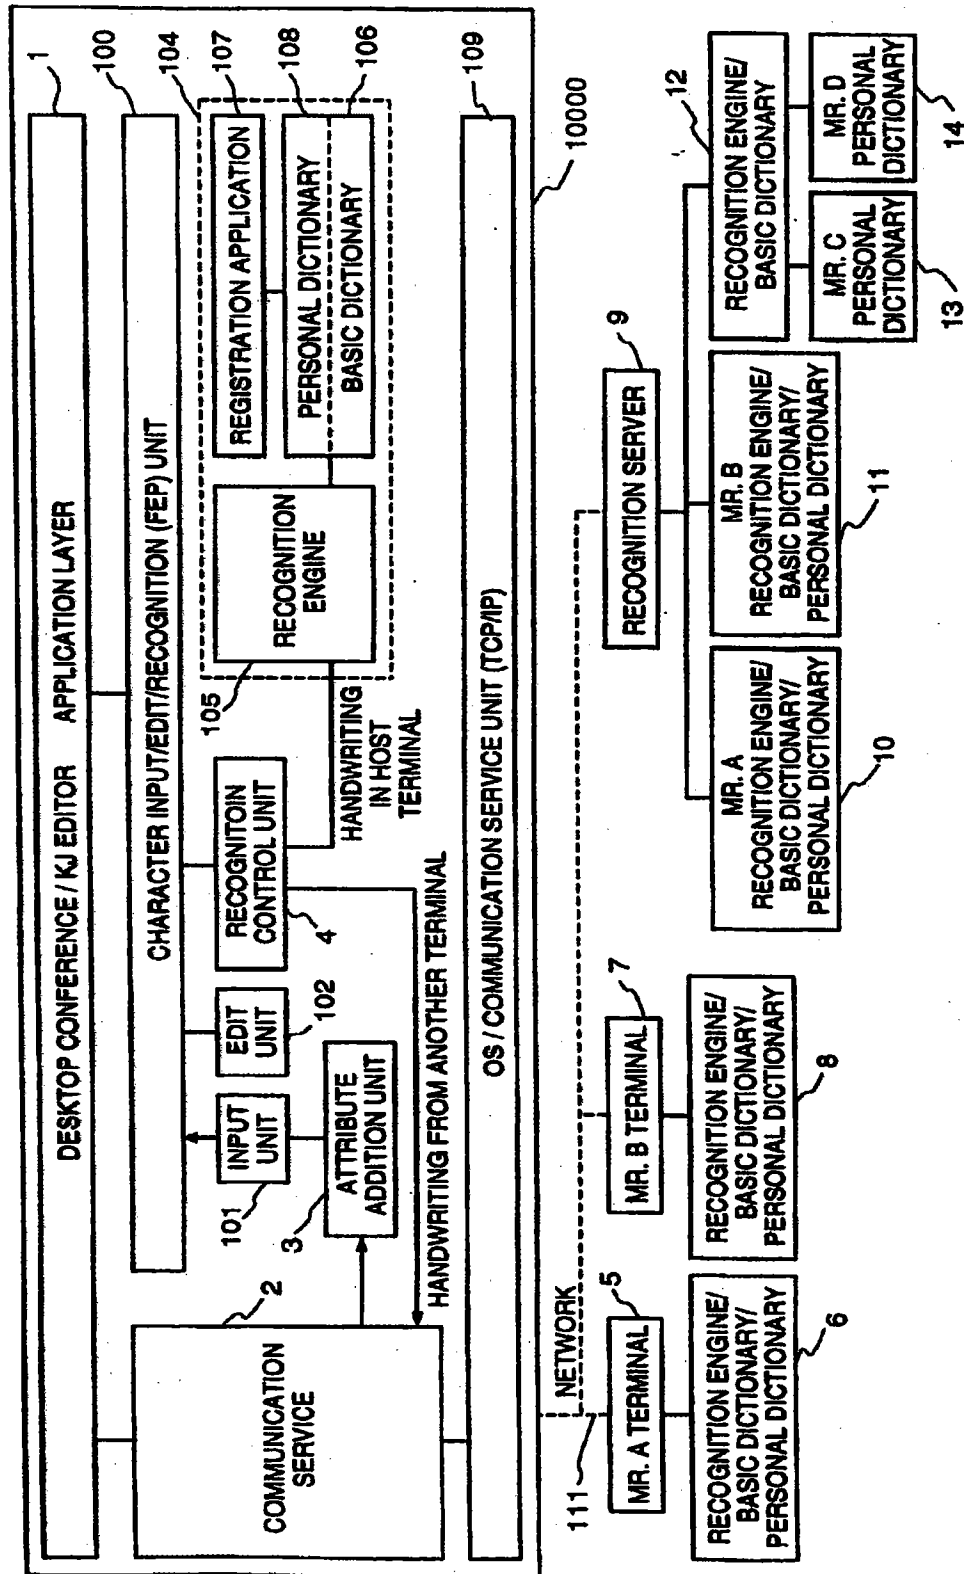 DESKTOP CONFERENCE / KJ EDITOR APPLICATION LAYER
1
CHARACTER INPUT/EDIT/RECOGNITION (FEP) UNIT
100
COMMUNICATION
SERVICE
2
INPUT
UNIT
101
EDIT
UNIT
102
RECOGNITOIN
CONTROL UNIT
4
ATTRIBUTE
ADDITION UNIT
3
HANDWRITING
IN HOST
TERMINAL
HANDWRITING FROM ANOTHER TERMINAL
RECOGNITION
ENGINE
105
REGISTRATION APPLICATION
PERSONAL DICTIONARY
BASIC DICTIONARY
104
107
108
106
OS / COMMUNICATION SERVICE UNIT (TCP/IP)
109
10000
NETWORK
111
MR. A TERMINAL
5
RECOGNITION ENGINE/
BASIC DICTIONARY/
PERSONAL DICTIONARY
6
MR. B TERMINAL
7
RECOGNITION ENGINE/
BASIC DICTIONARY/
PERSONAL DICTIONARY
8
RECOGNITION SERVER
9
MR. A
RECOGNITION ENGINE/
BASIC DICTIONARY/
PERSONAL DICTIONARY
10
MR. B
RECOGNITION ENGINE/
BASIC DICTIONARY/
PERSONAL DICTIONARY
11
RECOGNITION ENGINE/
BASIC DICTIONARY
12
MR. C
PERSONAL
DICTIONARY
13
MR. D
PERSONAL
DICTIONARY
14